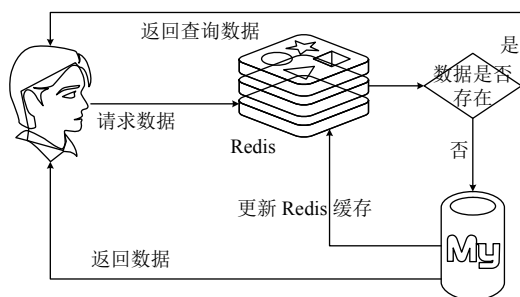 返回查询数据
是
数据是否
存在
请求数据
Redis
否
更新 Redis 缓存
My
返回数据